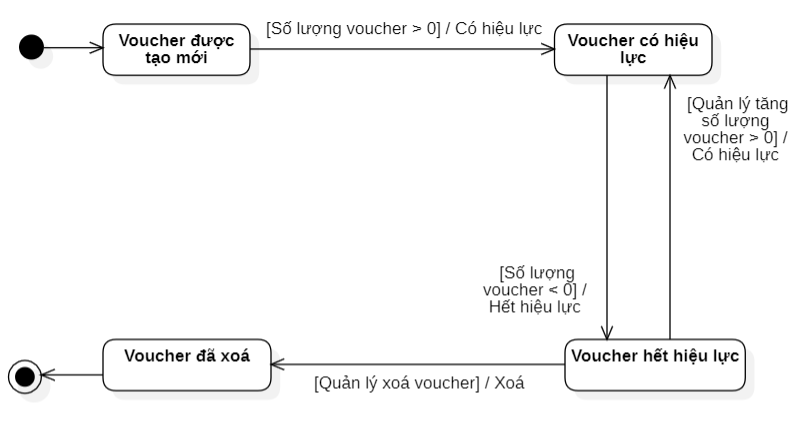 Voucher được
tạo mới
[Số lượng voucher > 0] / Có hiệu lực
Voucher có hiệu
lực
[Quản lý tăng
số lượng
voucher > 0] /
Có hiệu lực
[Số lượng
voucher < 0] /
Hết hiệu lực
Voucher đã xoá
[Quản lý xoá voucher] / Xoá
Voucher hết hiệu lực